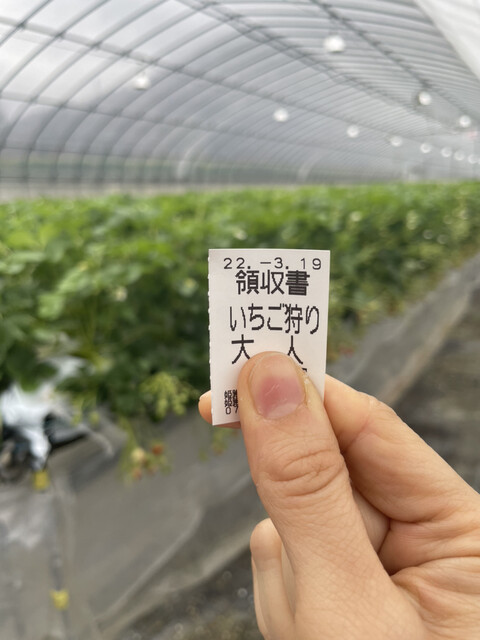 22.-3.19
領収書
いちご狩り
大 人